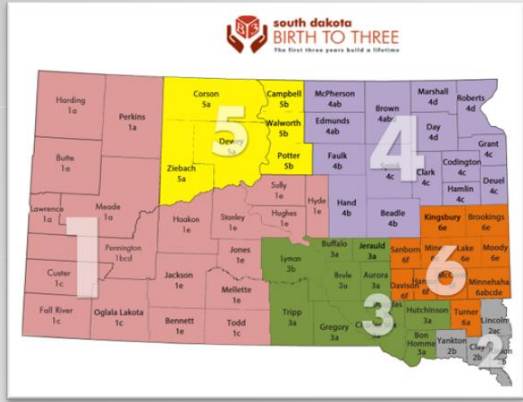 south dakota
BIRTH TO THREE
The first three years build a lifetime
Harding
1a
Perkins
1a
Corson
5a
Campbell
5b
McPherson
4ab
Brown
Marshall
4d
Roberts
4d
Edmunds
4ab
Walworth
5b
Day
4d
Butte
1a
Dewey
5a
5
Potter
5b
Faulk
4b
4
Clark
4c
Codington
4c
Grant
4c
Ziebach
5a
Hamlin
4c
Deuel
4c
Lawrence
1a
Meade
1a
Sully
1e
Hyde
1e
Hand
4b
Beadle
4b
Kingsbury
6e
Brookings
6e
Haakon
1e
Stanley
1e
Hughes
1e
1
Pennington
1bcd
Jones
1e
Lyman
3b
Buffalo
3a
Jerauld
3a
Sanborn
6f
Lake
6e
Moody
6e
6
Custer
1c
Jackson
1e
Mellette
1e
Brule
3a
Aurora
3a
Davison
6f
Minnehaha
6abcde
Fall River
1c
Oglala Lakota
1c
Bennett
1e
Todd
1c
Tripp
3a
Gregory
3a
3
Hutchinson
3a
Turner
6a
Lincoln
2ac
Bon
Homme
3a
Yankton
2b
2